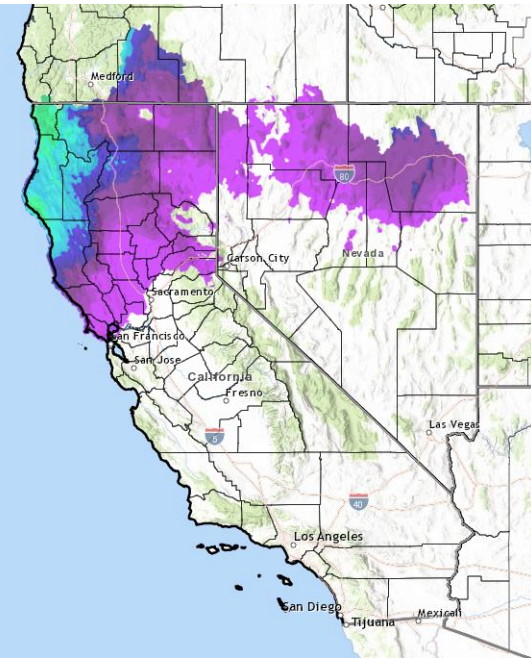 Medford
80
Carson City
Nevada
Sacramento
San Francisco
San Jose
California
Fresno
Las Vegas
5
40
Los Angeles
San Diego
Mexicali
Tijuana